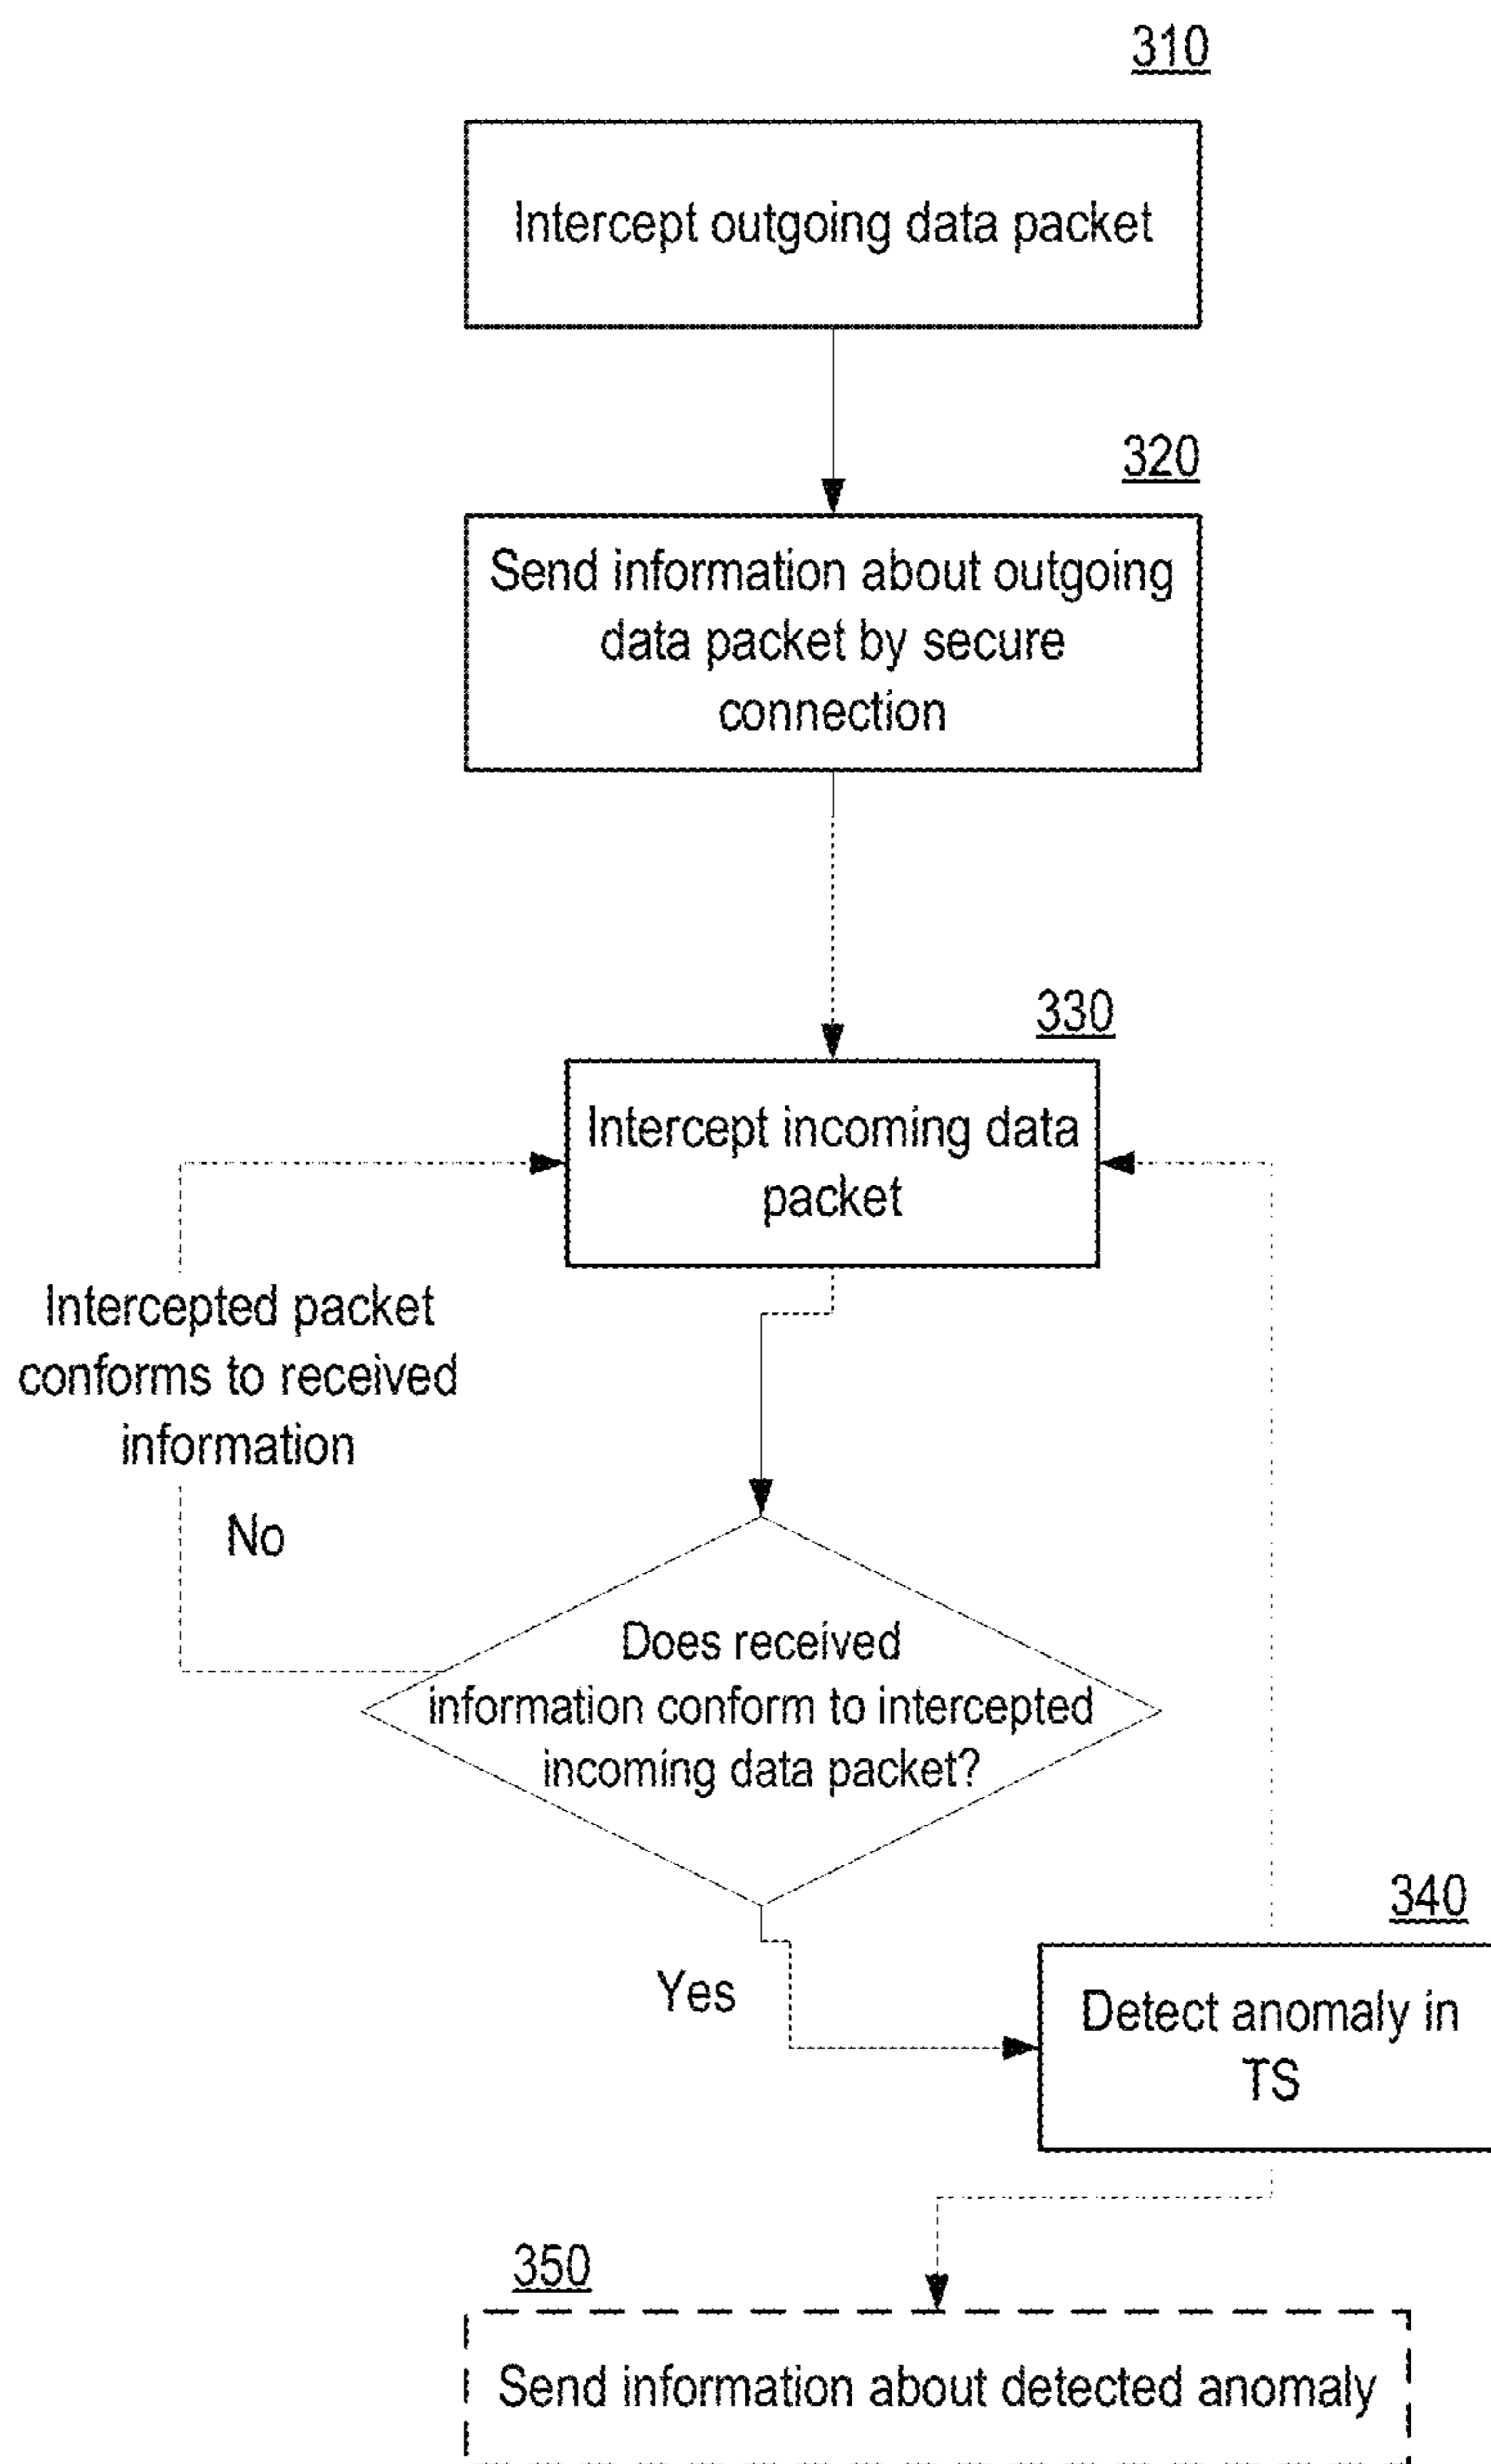 310
Intercept outgoing data packet
320
Send information about outgoing
data packet by secure
connection
330
Intercept incoming data
packet
Intercepted packet
conforms to received
information
No
Does received
information conform to intercepted
incoming data packet?
Yes
340
Detect anomaly in
TS
350
Send information about detected anomaly